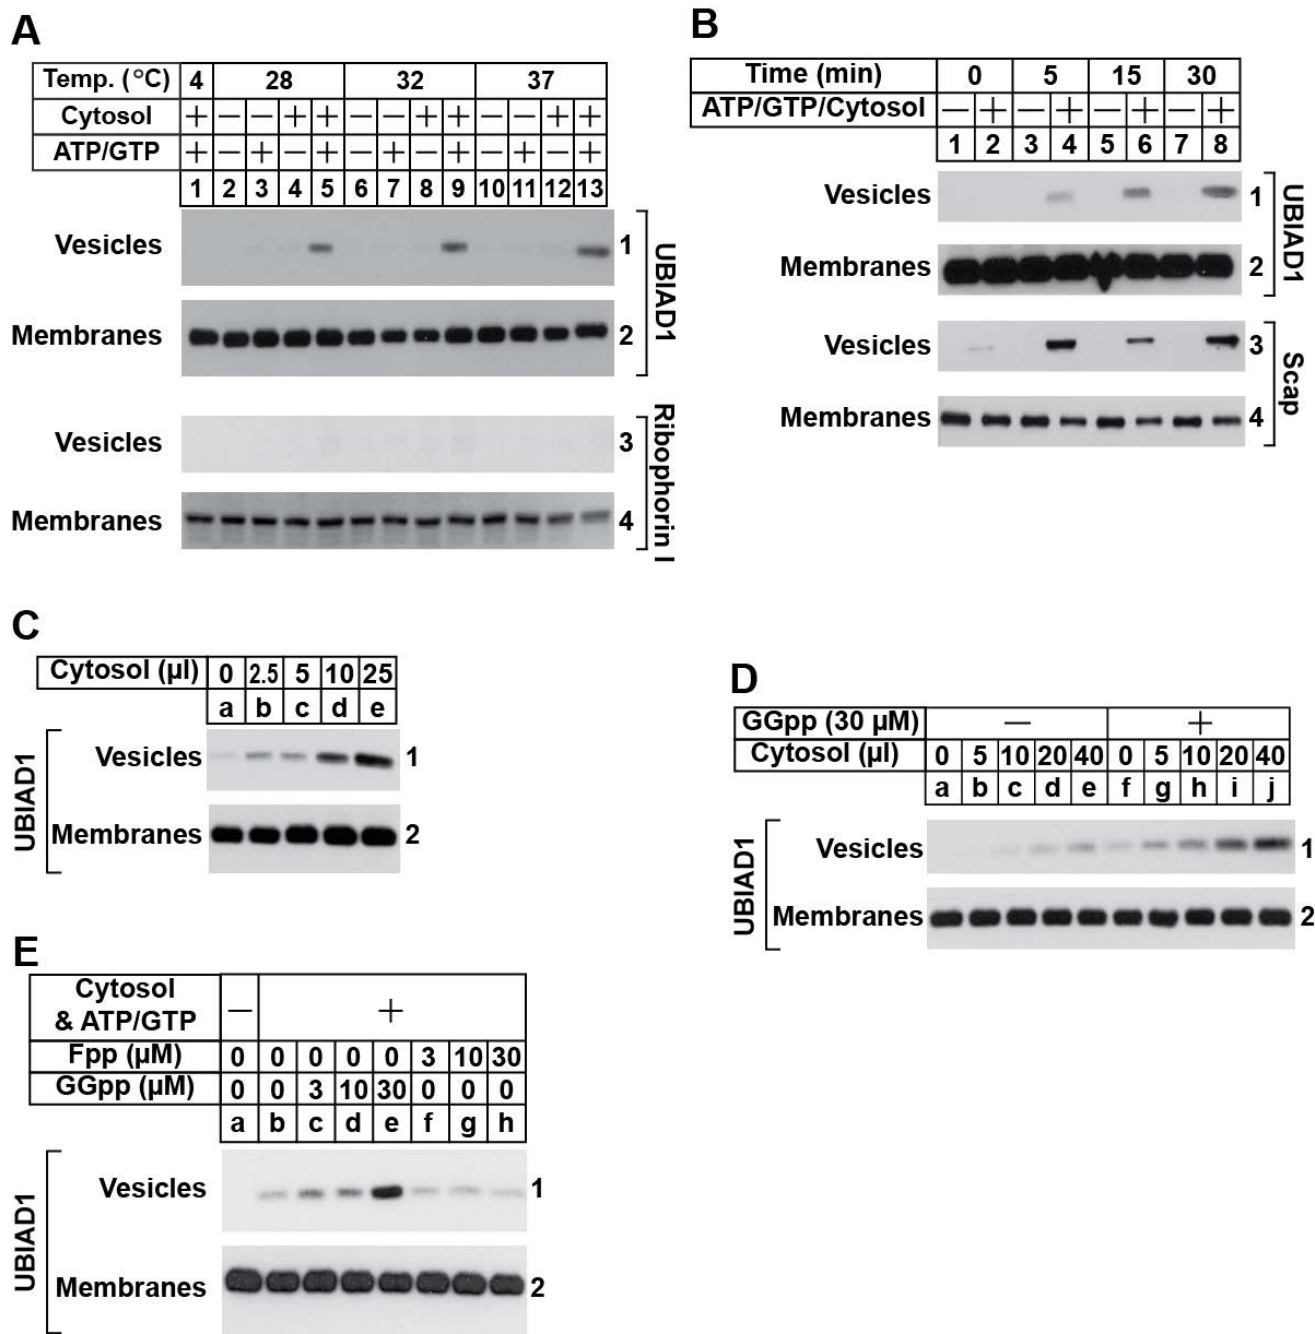 A
Temp. (°C) 4 28 32 37
Cytosol + − − + + − − + + − − + +
ATP/GTP + − + − + − + − + − + − +
1 2 3 4 5 6 7 8 9 10 11 12 13
Vesicles 1
Membranes 2
UBIAD1
Vesicles 3
Membranes 4
Ribophorin I
B
Time (min) 0 5 15 30
ATP/GTP/Cytosol − + − + − + − +
1 2 3 4 5 6 7 8
Vesicles 1
Membranes 2
UBIAD1
Vesicles 3
Membranes 4
Scap
C
Cytosol (µl) 0 2.5 5 10 25
a b c d e
Vesicles 1
Membranes 2
UBIAD1
D
GGpp (30 µM) − +
Cytosol (µl) 0 5 10 20 40 0 5 10 20 40
a b c d e f g h i j
Vesicles 1
Membranes 2
UBIAD1
E
Cytosol
& ATP/GTP − +
Fpp (µM) 0 0 0 0 0 3 10 30
GGpp (µM) 0 0 3 10 30 0 0 0
a b c d e f g h
Vesicles 1
Membranes 2
UBIAD1